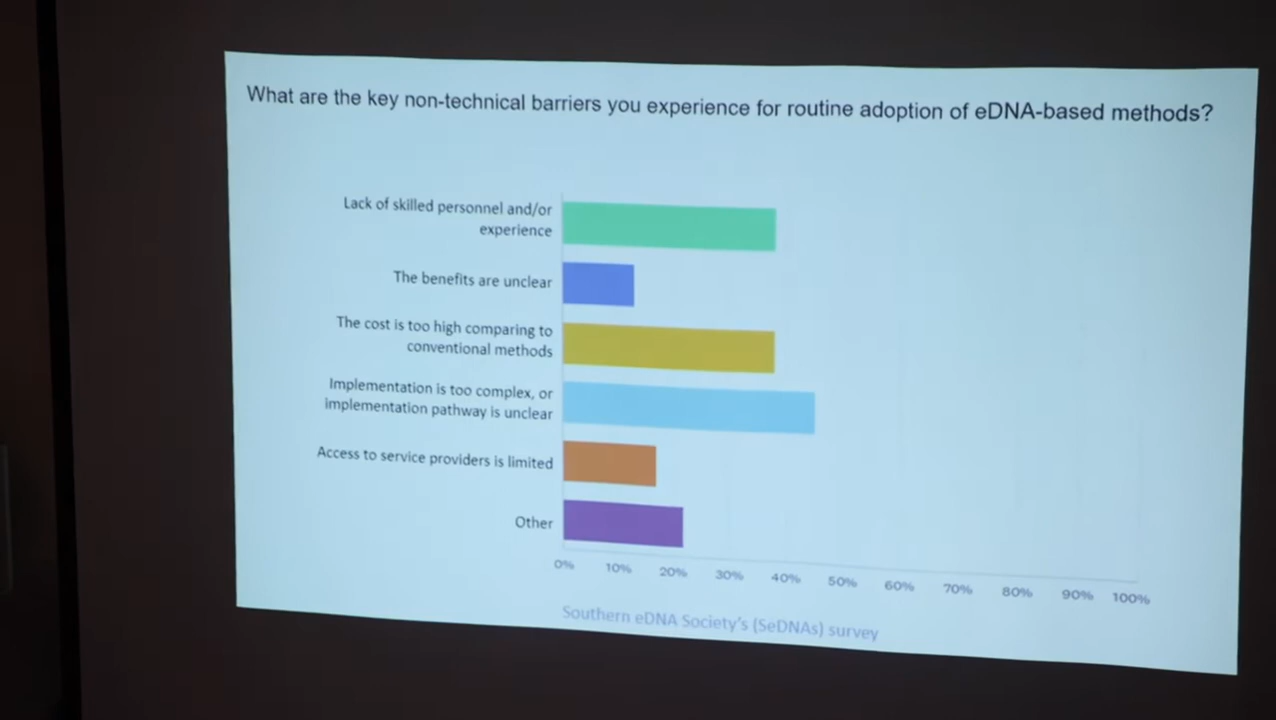 What are the key non-technical barriers you experience for routine adoption of eDNA-based methods?
Lack of skilled personnel and/or
experience
The benefits are unclear
The cost is too high comparing to
conventional methods
Implementation is too complex, or
implementation pathway is unclear
Access to service providers is limited
Other
0% 10% 20% 30% 40% 50% 60% 70% 80% 90% 100%
Southern eDNA Society's (SeDNAs) survey